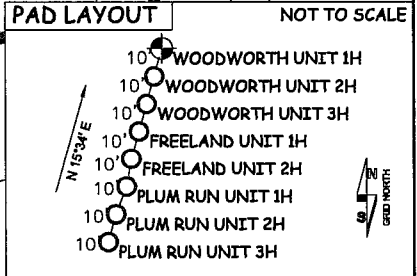 PAD LAYOUT
NOT TO SCALE
WOODWORTH UNIT 1H
10'
WOODWORTH UNIT 2H
10'
WOODWORTH UNIT 3H
10'
FREELAND UNIT 1H
10'
FREELAND UNIT 2H
10'
PLUM RUN UNIT 1H
10'
PLUM RUN UNIT 2H
10'
PLUM RUN UNIT 3H
N 15°34' E
N
S
GRID NORTH